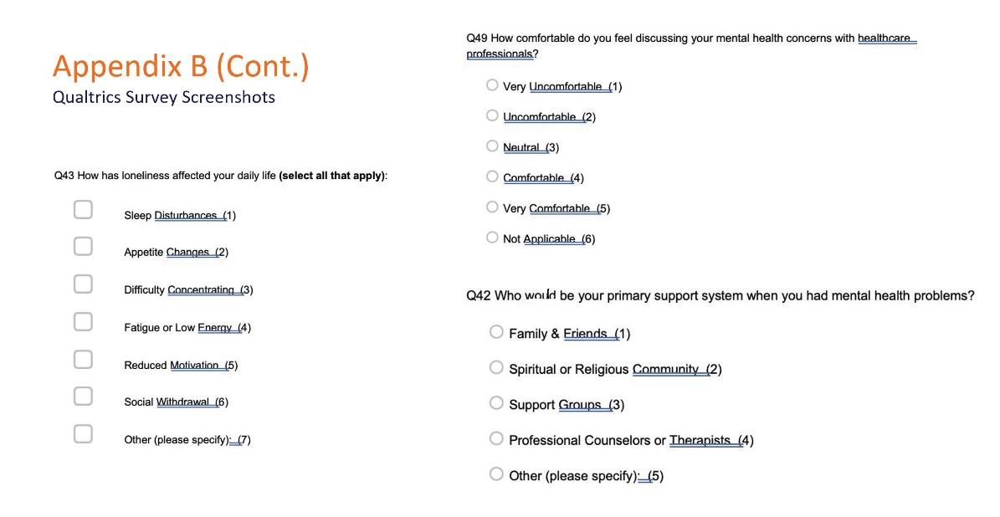 Appendix B (Cont.)
Qualtrics Survey Screenshots
Q43 How has loneliness affected your daily life (select all that apply):
Sleep Disturbances (1)
Appetite Changes (2)
Difficulty Concentrating (3)
Fatigue or Low Energy (4)
Reduced Motivation (5)
Social Withdrawal (6)
Other (please specify): (7)
Q49 How comfortable do you feel discussing your mental health concerns with healthcare
professionals?
Very Uncomfortable (1)
Uncomfortable (2)
Neutral (3)
Comfortable (4)
Very Comfortable (5)
Not Applicable (6)
Q42 Who would be your primary support system when you had mental health problems?
Family & Friends (1)
Spiritual or Religious Community (2)
Support Groups (3)
Professional Counselors or Therapists (4)
Other (please specify): (5)